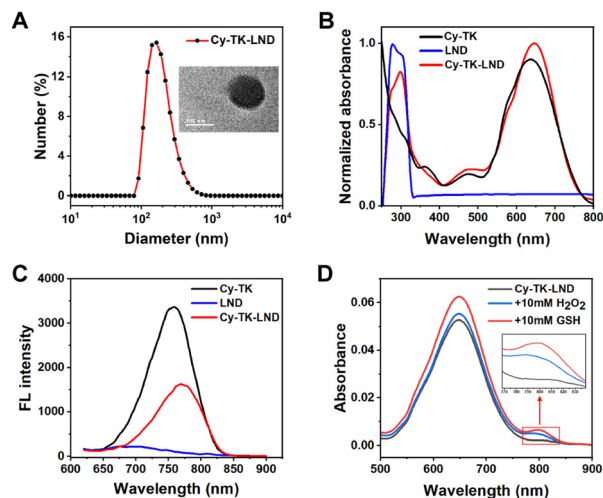 A
Cy-TK-LND
Number (%)
16
12
8
4
0
10¹ 10² 10³ 10⁴
Diameter (nm)
B
Cy-TK
LND
Cy-TK-LND
Normalized absorbance
1.0
0.5
0.0
300 400 500 600 700 800
Wavelength (nm)
C
Cy-TK
LND
Cy-TK-LND
FL intensity
4000
3000
2000
1000
0
600 650 700 750 800 850 900
Wavelength (nm)
D
Cy-TK-LND
+10mM H₂O₂
+10mM GSH
Absorbance
0.06
0.04
0.02
0.00
500 600 700 800 900
Wavelength (nm)